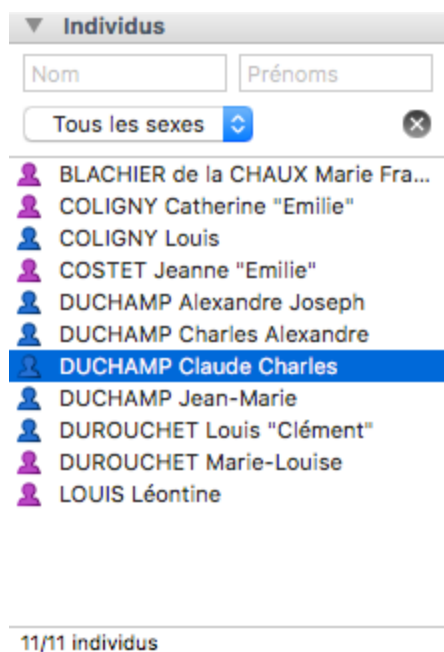 Individus
Nom Prénoms
Tous les sexes
BLACHIER de la CHAUX Marie Fra...
COLIGNY Catherine "Emilie"
COLIGNY Louis
COSTET Jeanne "Emilie"
DUCHAMP Alexandre Joseph
DUCHAMP Charles Alexandre
DUCHAMP Claude Charles
DUCHAMP Jean-Marie
DUROUCHET Louis "Clément"
DUROUCHET Marie-Louise
LOUIS Léontine
11/11 individus